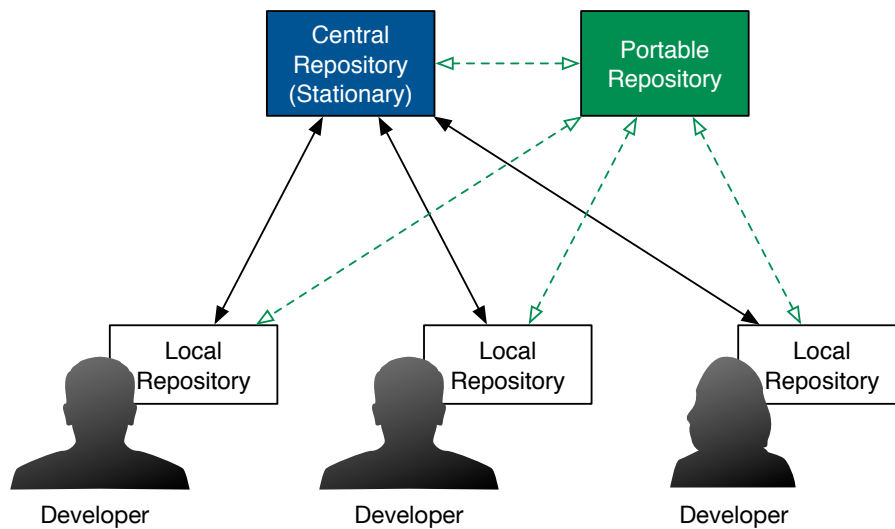 Central
Repository
(Stationary)
Portable
Repository
Local
Repository
Local
Repository
Local
Repository
Developer
Developer
Developer